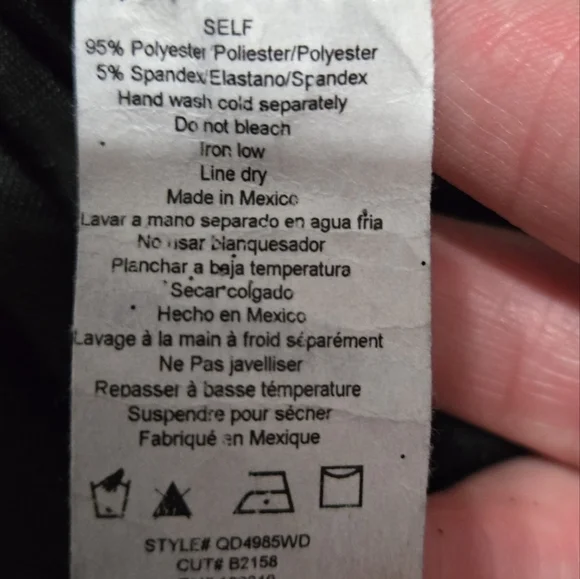 SELF
95% Polyester/Poliester/Polyester
5% Spandex/Elastano/Spandex
Hand wash cold separately
Do not bleach
Iron low
Line dry
Made in Mexico
Lavar a mano separado en agua fria
No usar blanquesador
Planchar a baja temperatura
Secar colgado
Hecho en Mexico
Lavage à la main à froid séparément
Ne Pas javelliser
Repasser à basse témperature
Suspendre pour sécher
Fabriqué en Mexique
STYLE# QD4985WD
CUT# B2158